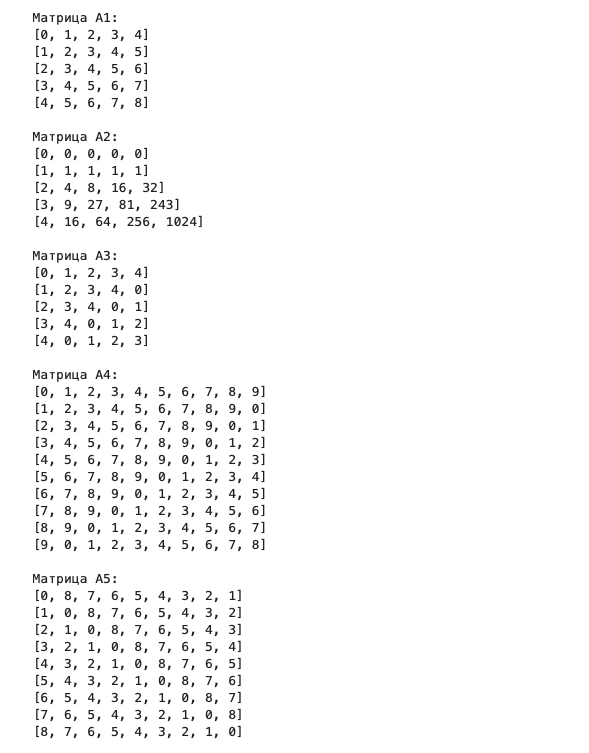 Матрица A1:
[0, 1, 2, 3, 4]
[1, 2, 3, 4, 5]
[2, 3, 4, 5, 6]
[3, 4, 5, 6, 7]
[4, 5, 6, 7, 8]

Матрица A2:
[0, 0, 0, 0, 0]
[1, 1, 1, 1, 1]
[2, 4, 8, 16, 32]
[3, 9, 27, 81, 243]
[4, 16, 64, 256, 1024]

Матрица A3:
[0, 1, 2, 3, 4]
[1, 2, 3, 4, 0]
[2, 3, 4, 0, 1]
[3, 4, 0, 1, 2]
[4, 0, 1, 2, 3]

Матрица A4:
[0, 1, 2, 3, 4, 5, 6, 7, 8, 9]
[1, 2, 3, 4, 5, 6, 7, 8, 9, 0]
[2, 3, 4, 5, 6, 7, 8, 9, 0, 1]
[3, 4, 5, 6, 7, 8, 9, 0, 1, 2]
[4, 5, 6, 7, 8, 9, 0, 1, 2, 3]
[5, 6, 7, 8, 9, 0, 1, 2, 3, 4]
[6, 7, 8, 9, 0, 1, 2, 3, 4, 5]
[7, 8, 9, 0, 1, 2, 3, 4, 5, 6]
[8, 9, 0, 1, 2, 3, 4, 5, 6, 7]
[9, 0, 1, 2, 3, 4, 5, 6, 7, 8]

Матрица A5:
[0, 8, 7, 6, 5, 4, 3, 2, 1]
[1, 0, 8, 7, 6, 5, 4, 3, 2]
[2, 1, 0, 8, 7, 6, 5, 4, 3]
[3, 2, 1, 0, 8, 7, 6, 5, 4]
[4, 3, 2, 1, 0, 8, 7, 6, 5]
[5, 4, 3, 2, 1, 0, 8, 7, 6]
[6, 5, 4, 3, 2, 1, 0, 8, 7]
[7, 6, 5, 4, 3, 2, 1, 0, 8]
[8, 7, 6, 5, 4, 3, 2, 1, 0]